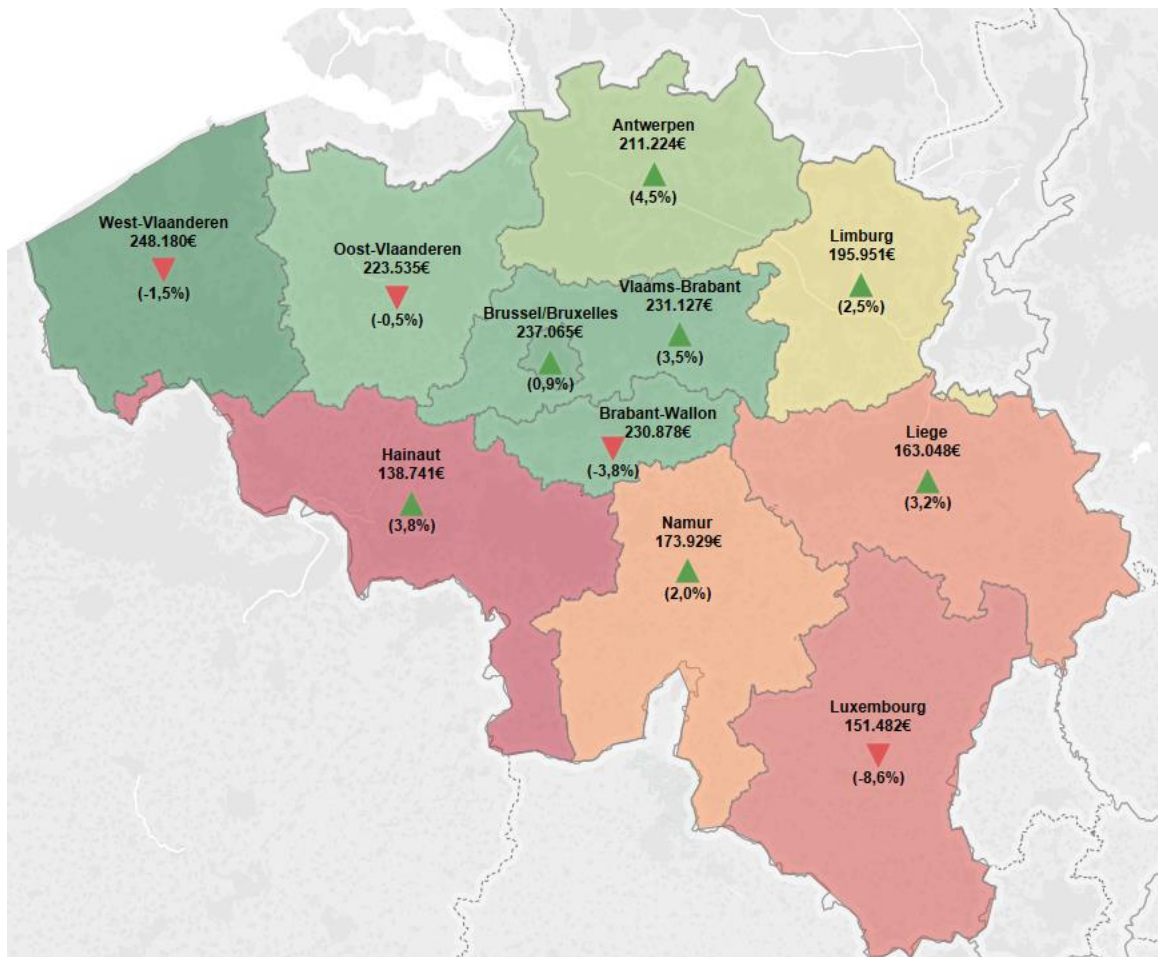 Antwerpen
211.224€
(4,5%)
West-Vlaanderen
248.180€
(-1,5%)
Oost-Vlaanderen
223.535€
(-0,5%)
Limburg
195.951€
(2,5%)
Vlaams-Brabant
231.127€
(3,5%)
Brussel/Bruxelles
237.065€
(0,9%)
Brabant-Wallon
230.878€
(-3,8%)
Hainaut
138.741€
(3,8%)
Liege
163.048€
(3,2%)
Namur
173.929€
(2,0%)
Luxembourg
151.482€
(-8,6%)